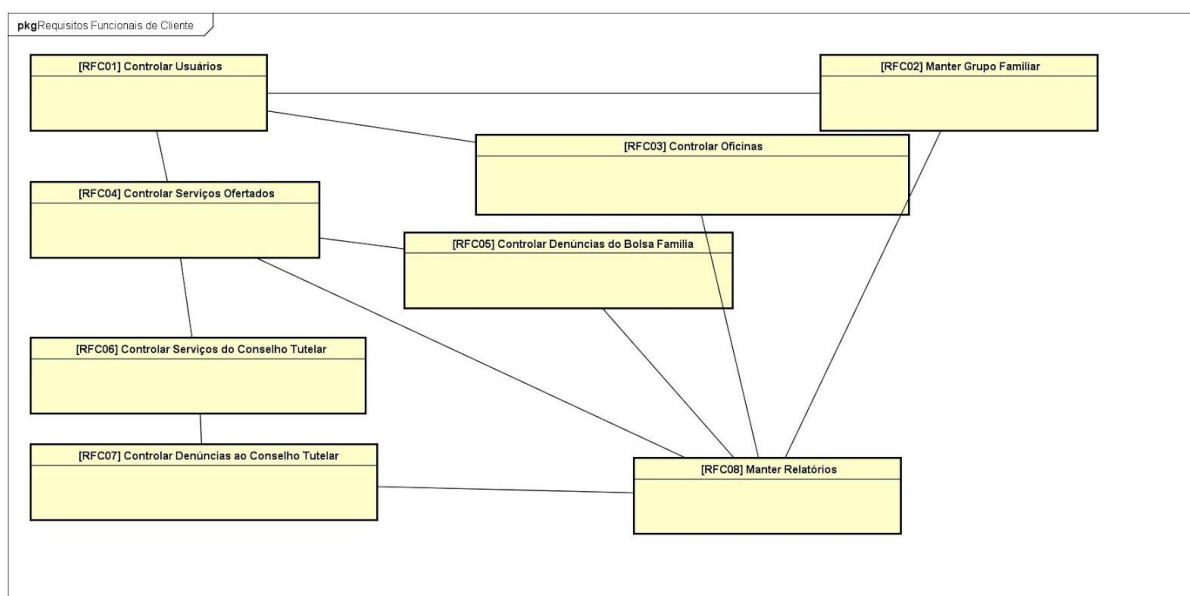 pkgRequisitos Funcionais de Cliente
[RFC01] Controlar Usuários
[RFC02] Manter Grupo Familiar
[RFC03] Controlar Oficinas
[RFC04] Controlar Serviços Ofertados
[RFC05] Controlar Denúncias do Bolsa Família
[RFC06] Controlar Serviços do Conselho Tutelar
[RFC07] Controlar Denúncias ao Conselho Tutelar
[RFC08] Manter Relatórios